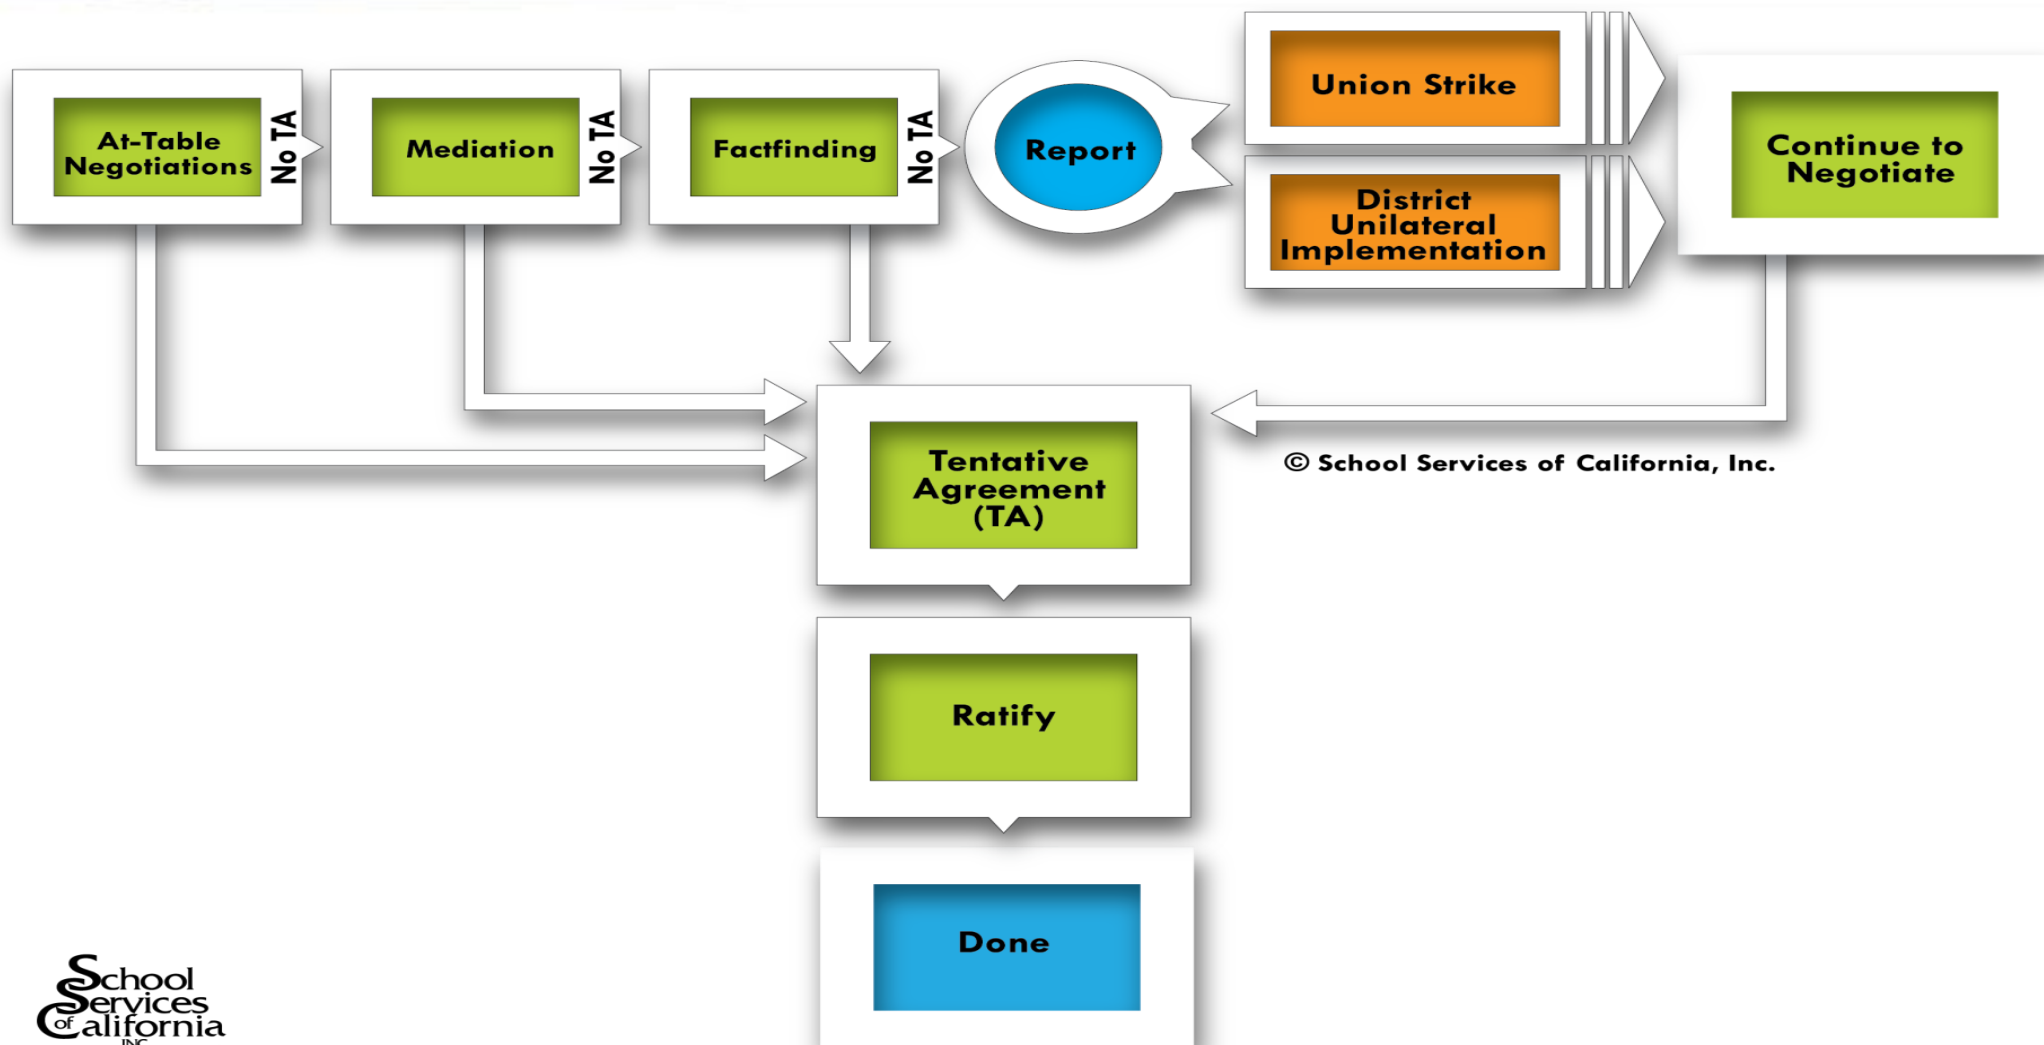 At-Table
Negotiations
No TA
Mediation
No TA
Factfinding
No TA
Report
Union Strike
District
Unilateral
Implementation
Continue to
Negotiate
Tentative
Agreement
(TA)
© School Services of California, Inc.
Ratify
Done
School
Services
of California
INC.